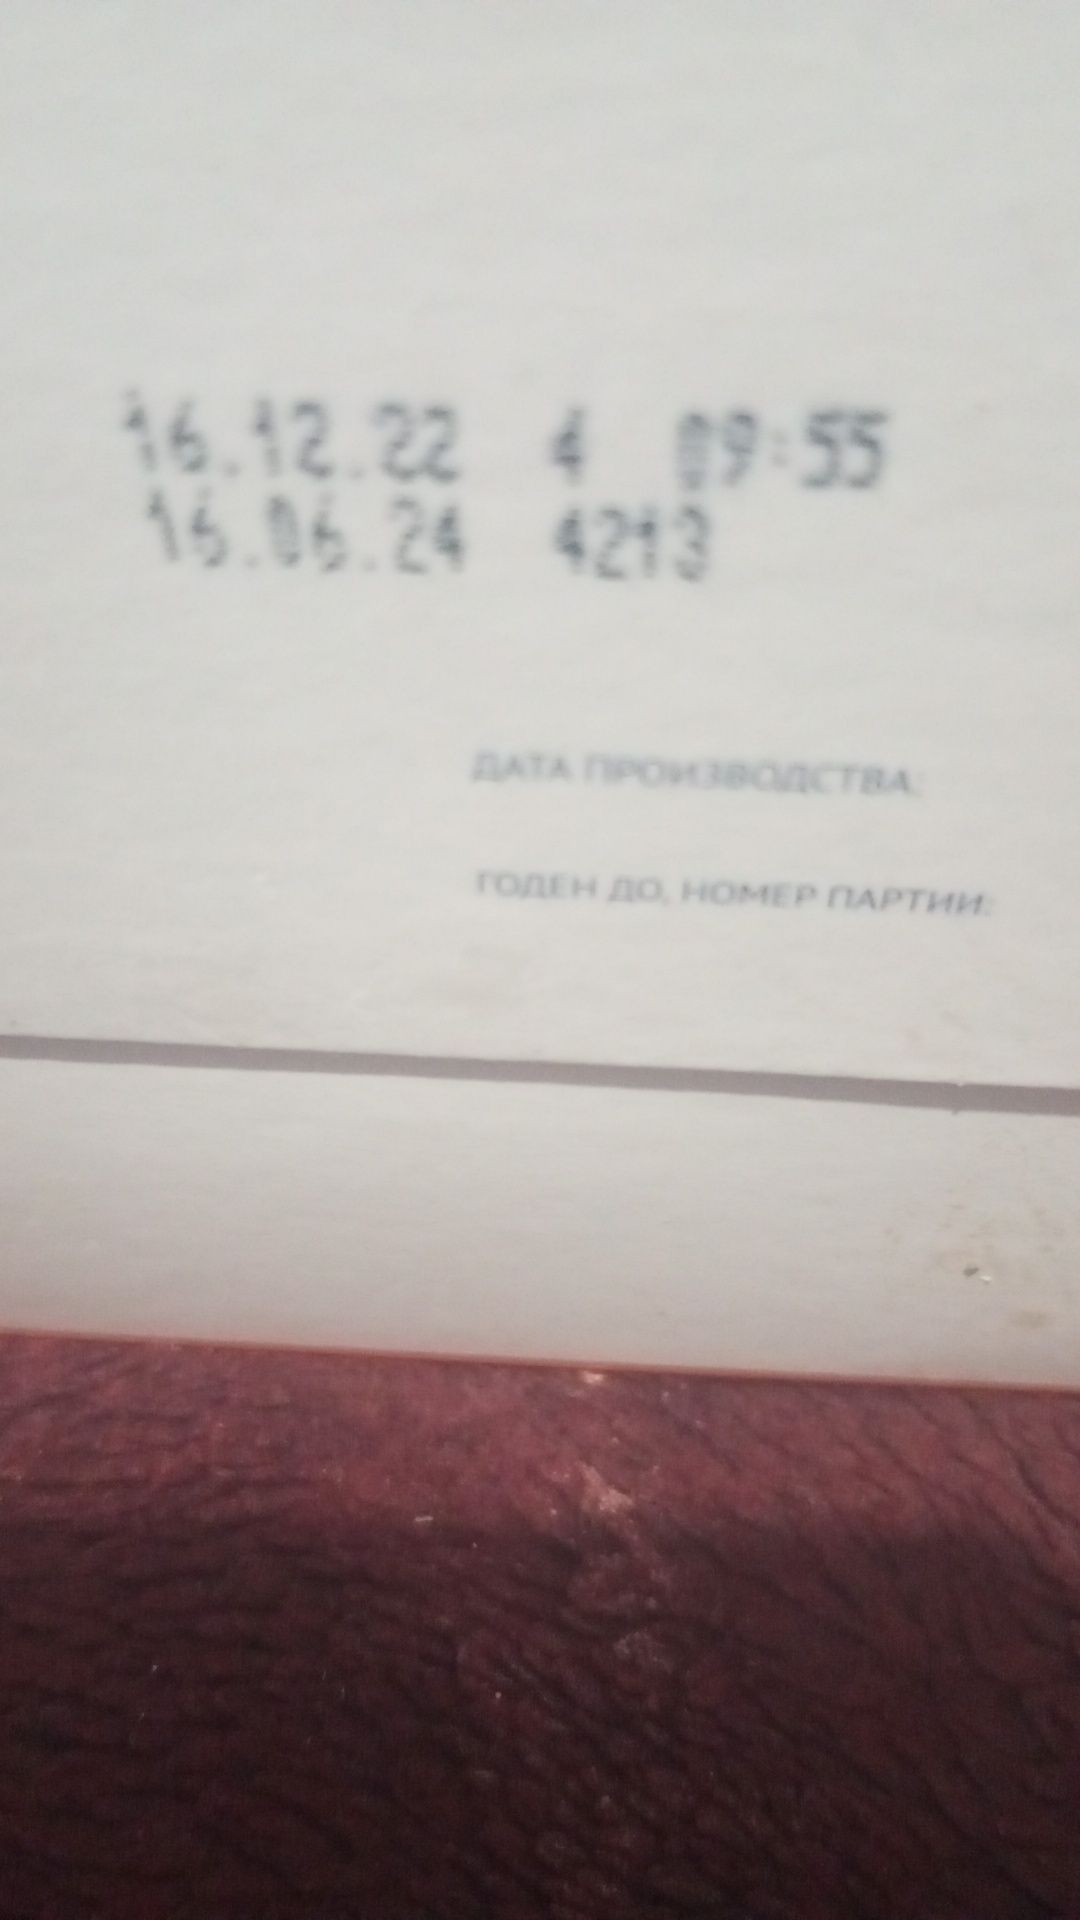 16.12.22 4 09:55
16.06.24 4213
ДАТА ПРОИЗВОДСТВА:
ГОДЕН ДО, НОМЕР ПАРТИИ: